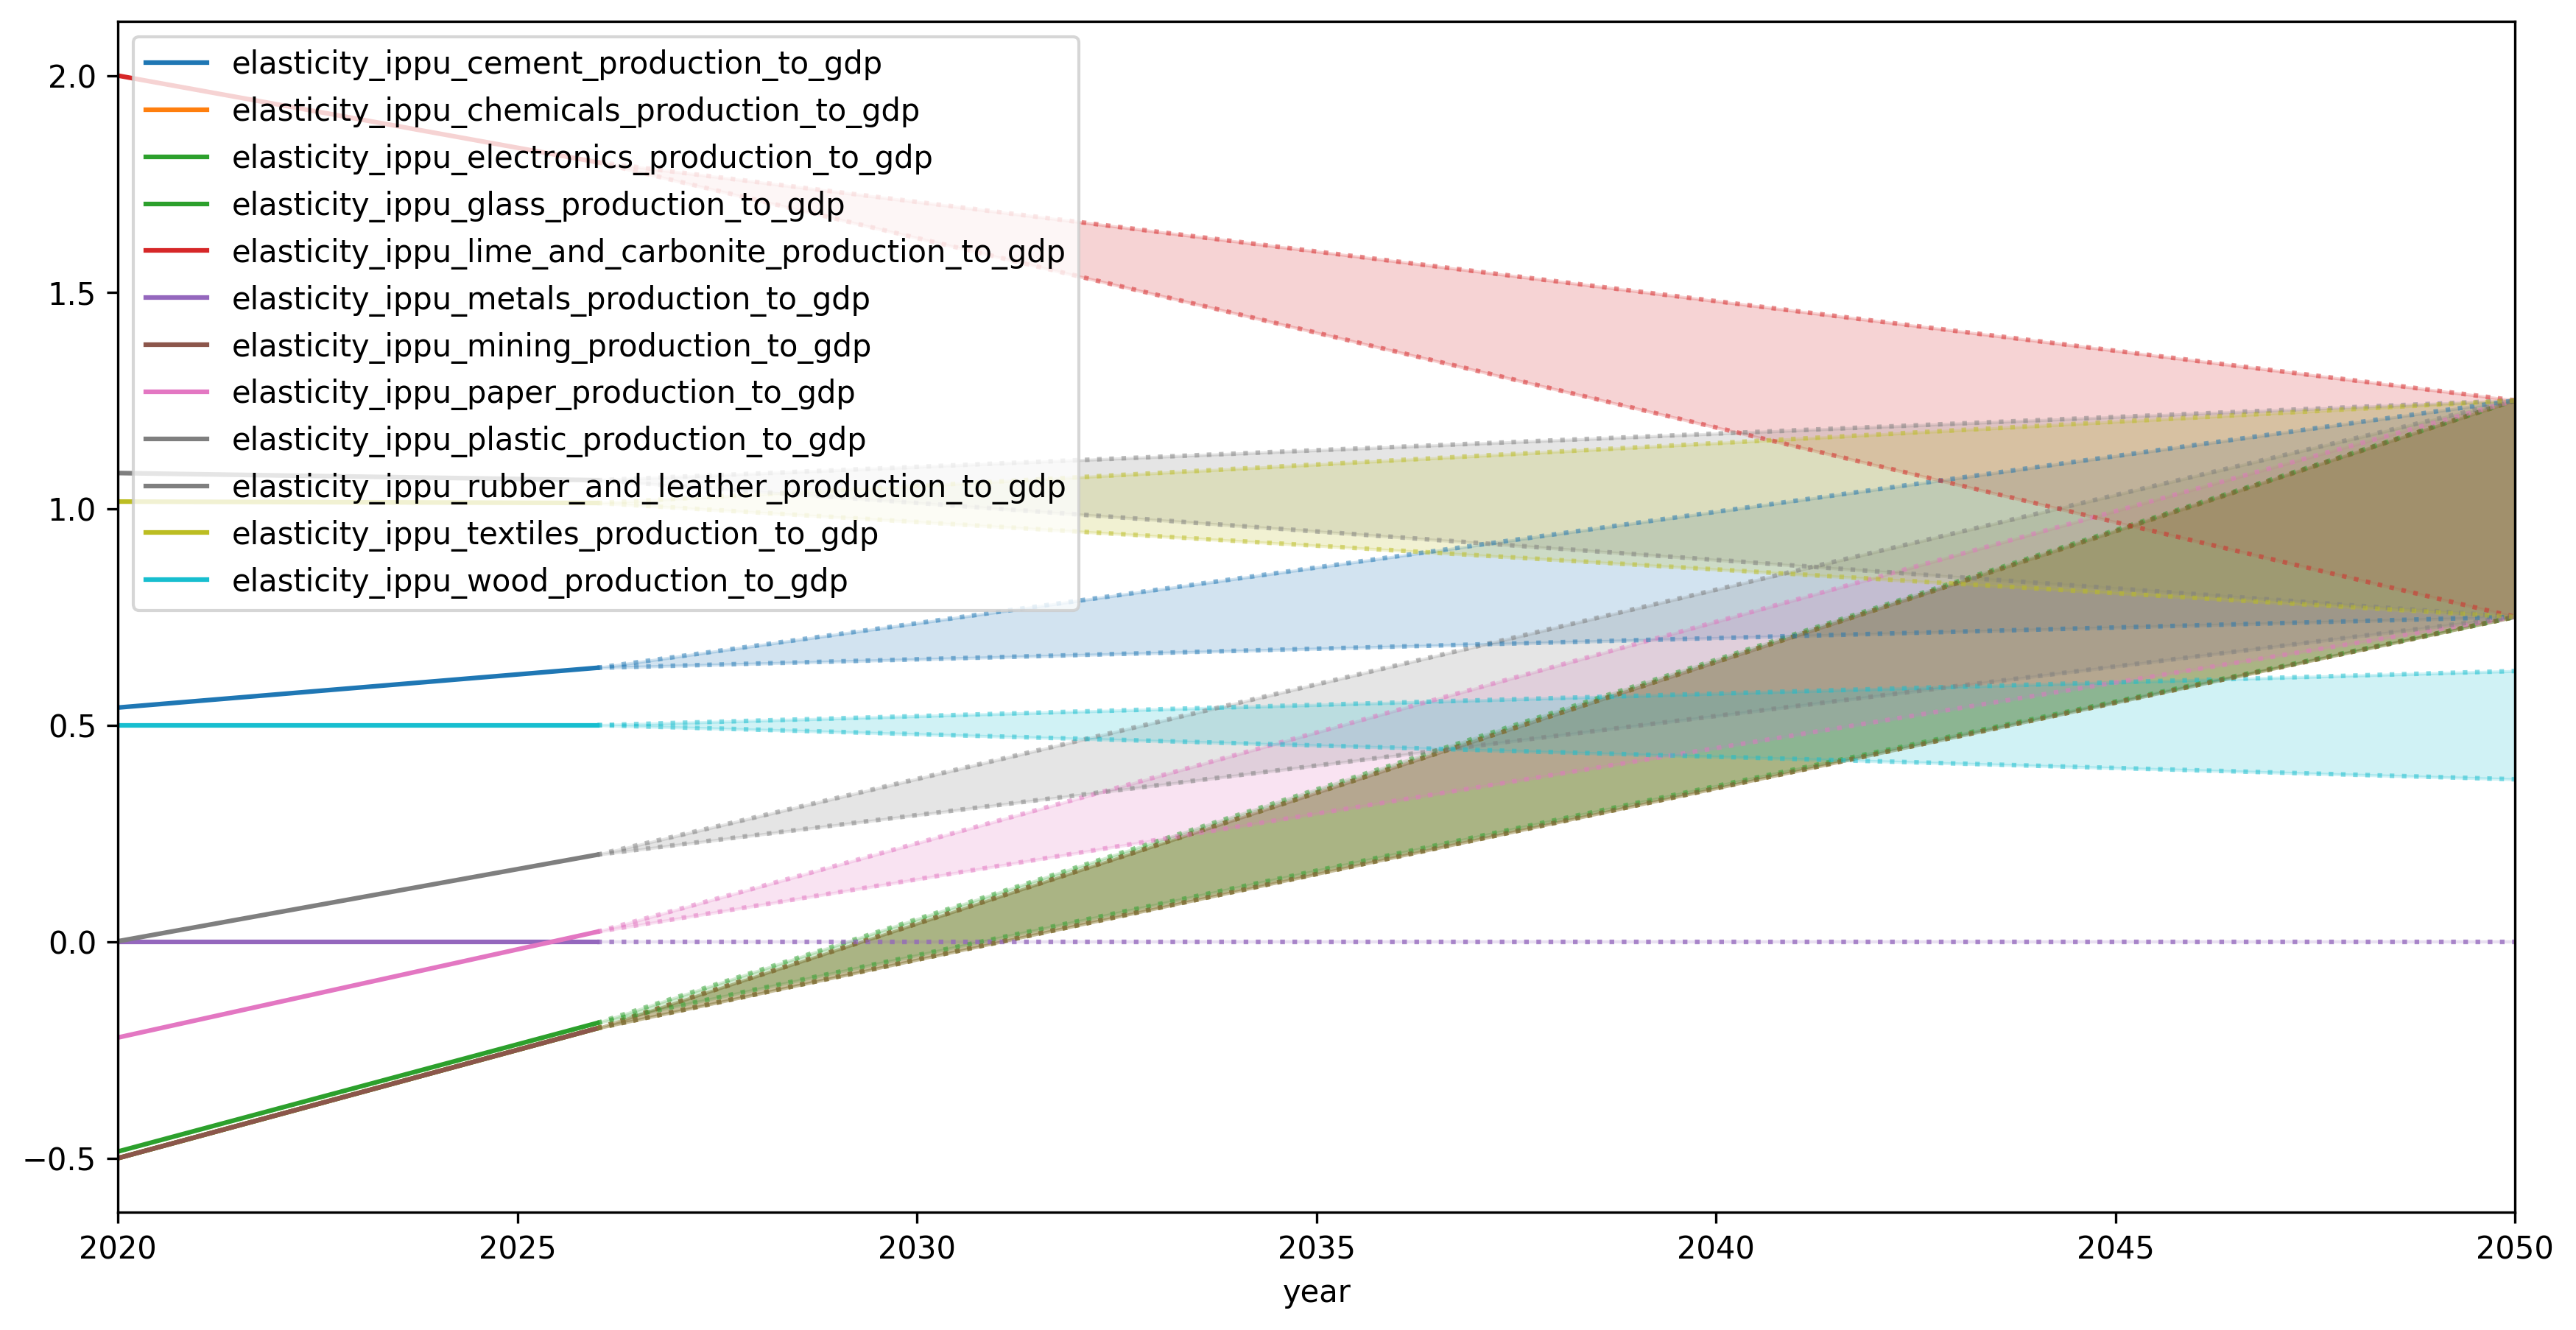 2.0
1.5
1.0
0.5
0.0
−0.5
elasticity_ippu_cement_production_to_gdp
elasticity_ippu_chemicals_production_to_gdp
elasticity_ippu_electronics_production_to_gdp
elasticity_ippu_glass_production_to_gdp
elasticity_ippu_lime_and_carbonite_production_to_gdp
elasticity_ippu_metals_production_to_gdp
elasticity_ippu_mining_production_to_gdp
elasticity_ippu_paper_production_to_gdp
elasticity_ippu_plastic_production_to_gdp
elasticity_ippu_rubber_and_leather_production_to_gdp
elasticity_ippu_textiles_production_to_gdp
elasticity_ippu_wood_production_to_gdp
2020 2025 2030 2035 2040 2045 2050
year